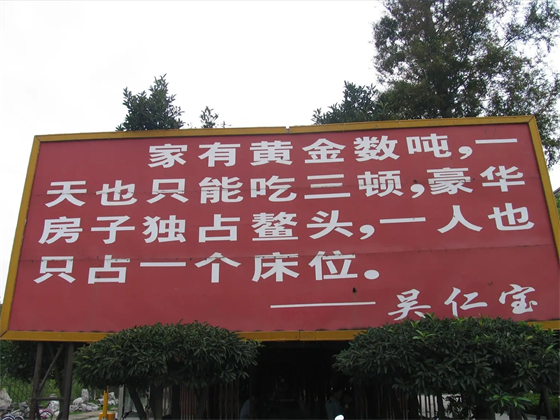 家有黄金数吨,一
天也只能吃三顿,豪华
房子独占鳌头,一人也
只占一个床位。
——吴仁宝